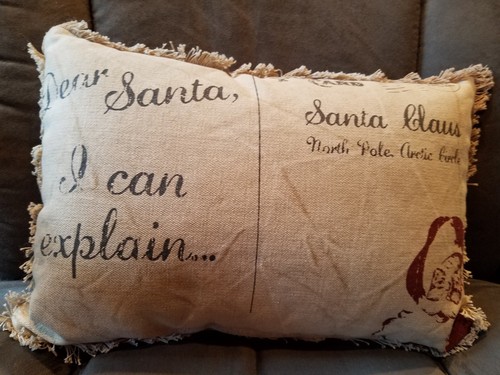 Dear Santa,
I can
explain...
Santa Claus
North Pole, Arctic Circle